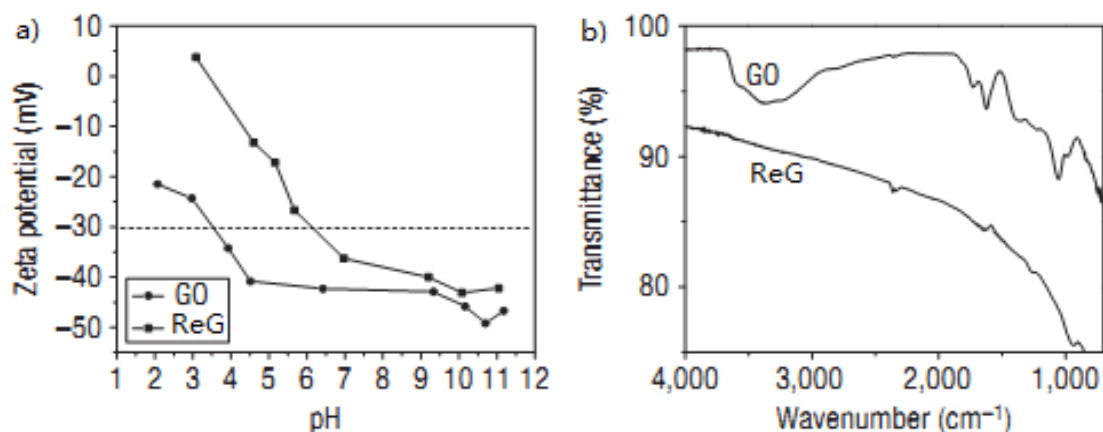 a)
Zeta potential (mV)
10
0
–10
–20
–30
–40
–50
GO
ReG
1 2 3 4 5 6 7 8 9 10 11 12
pH
b)
Transmittance (%)
100
90
80
GO
ReG
4,000 3,000 2,000 1,000
Wavenumber (cm⁻¹)